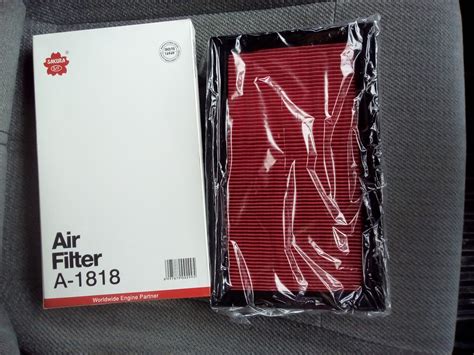 SAKURA
Air
Filter
A-1818
Worldwide Engine Partner